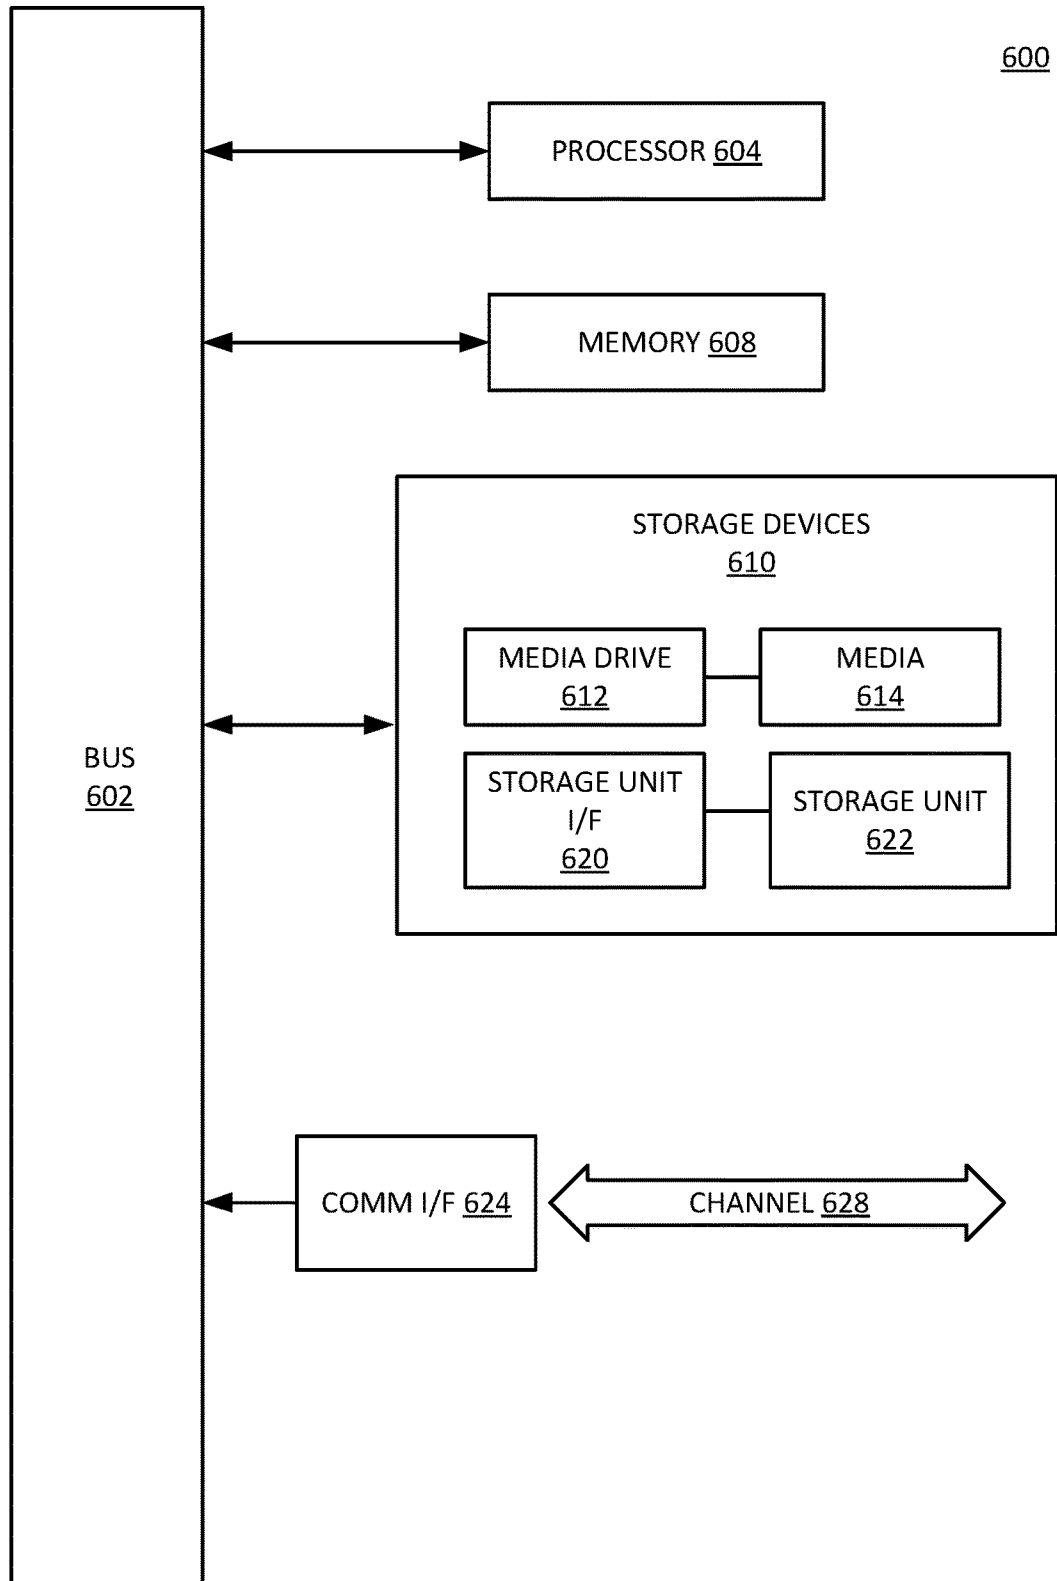 600
PROCESSOR 604
MEMORY 608
STORAGE DEVICES
610
MEDIA DRIVE
612
MEDIA
614
BUS
602
STORAGE UNIT
I/F
620
STORAGE UNIT
622
COMM I/F 624
CHANNEL 628